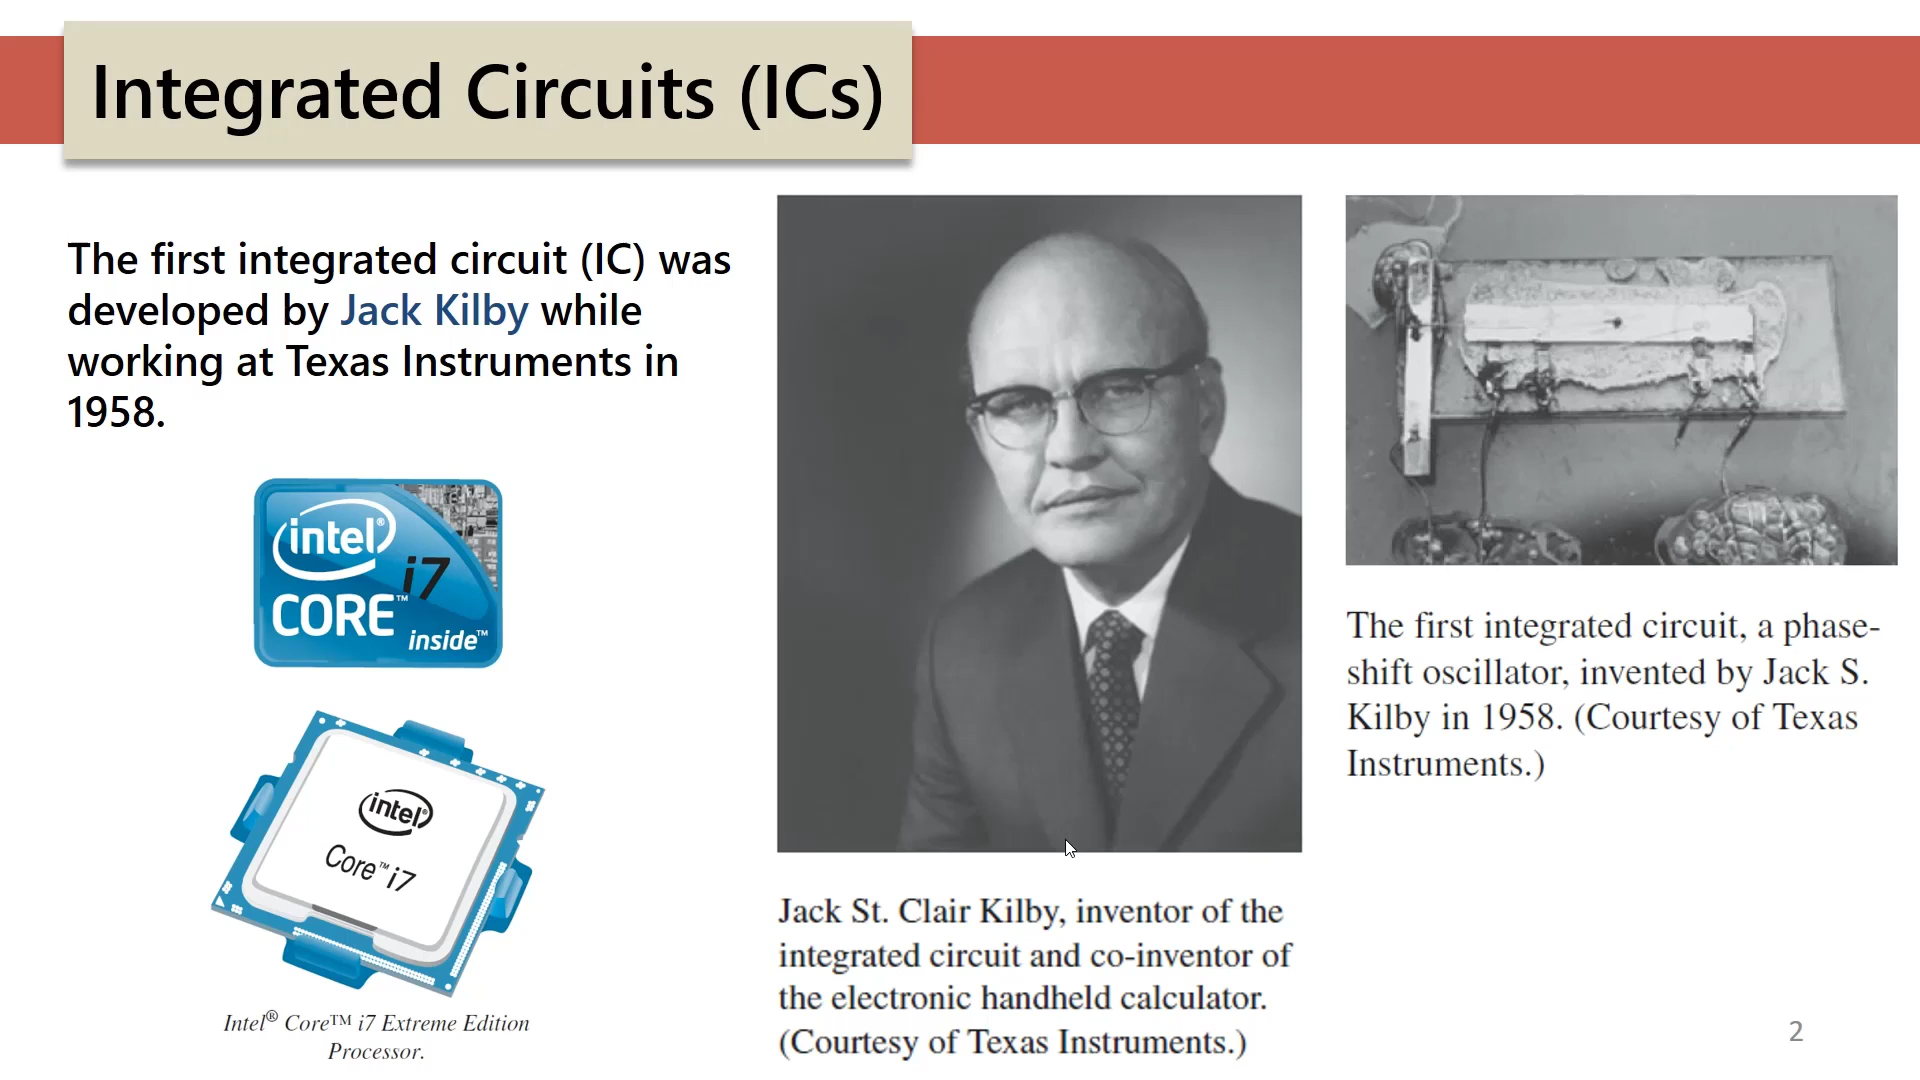 Integrated Circuits (ICs)
The first integrated circuit (IC) was
developed by Jack Kilby while
working at Texas Instruments in
1958.
intel®
CORE™ i7
inside™
intel®
Core™ i7
Intel® Core™ i7 Extreme Edition
Processor.
Jack St. Clair Kilby, inventor of the
integrated circuit and co-inventor of
the electronic handheld calculator.
(Courtesy of Texas Instruments.)
The first integrated circuit, a phase-
shift oscillator, invented by Jack S.
Kilby in 1958. (Courtesy of Texas
Instruments.)
2